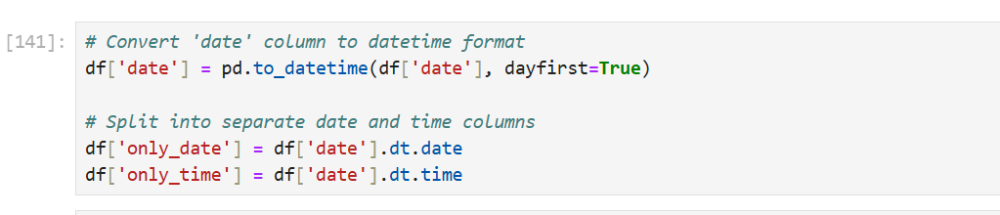 [141]:
# Convert 'date' column to datetime format
df['date'] = pd.to_datetime(df['date'], dayfirst=True)
# Split into separate date and time columns
df['only_date'] = df['date'].dt.date
df['only_time'] = df['date'].dt.time